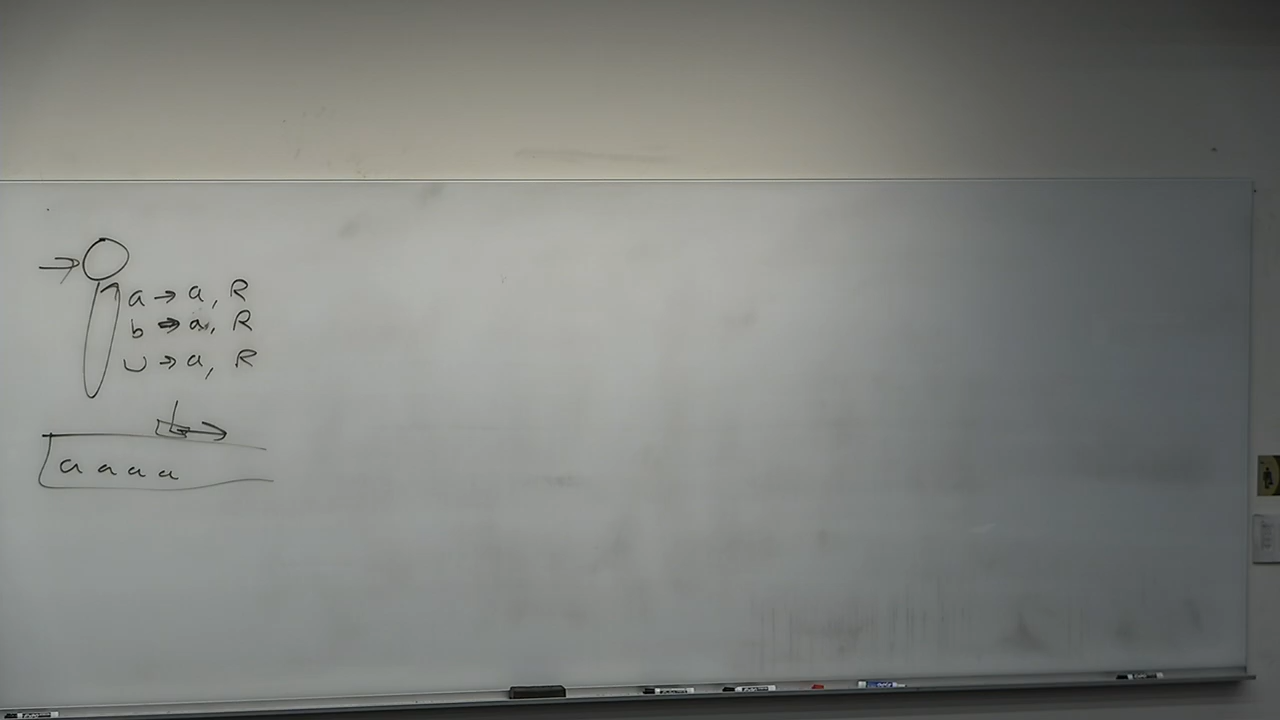 a → a, R
b → a, R
⊔ → a, R
a a a a